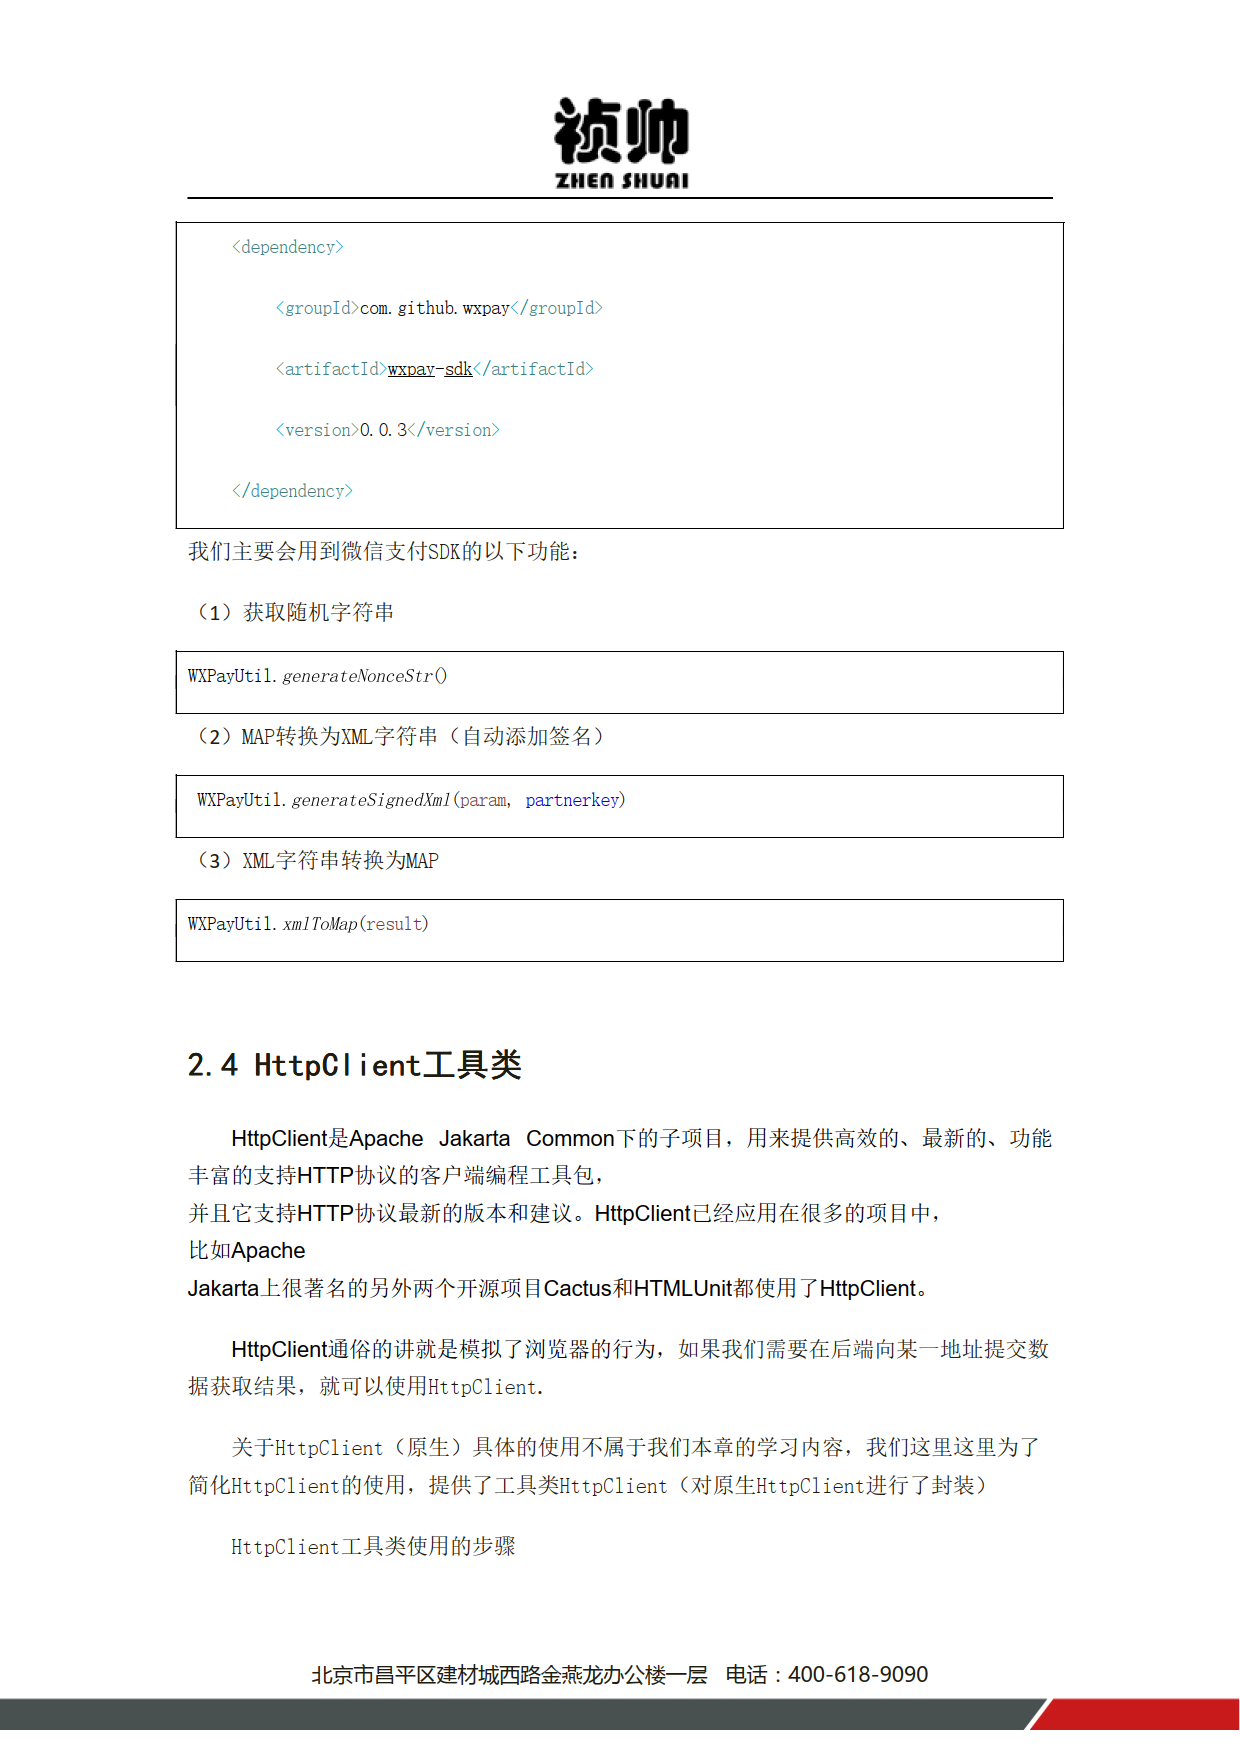 祯帅
ZHEN SHUAI
<dependency>
<groupId>com.github.wxpay</groupId>
<artifactId>wxpay-sdk</artifactId>
<version>0.0.3</version>
</dependency>
我们主要会用到微信支付SDK的以下功能：
（1）获取随机字符串
WXPayUtil.generateNonceStr()
（2）MAP转换为XML字符串（自动添加签名）
WXPayUtil.generateSignedXml(param, partnerkey)
（3）XML字符串转换为MAP
WXPayUtil.xmlToMap(result)
2.4 HttpClient工具类
HttpClient是Apache Jakarta Common下的子项目，用来提供高效的、最新的、功能
丰富的支持HTTP协议的客户端编程工具包，
并且它支持HTTP协议最新的版本和建议。HttpClient已经应用在很多的项目中，
比如Apache
Jakarta上很著名的另外两个开源项目Cactus和HTMLUnit都使用了HttpClient。
HttpClient通俗的讲就是模拟了浏览器的行为，如果我们需要在后端向某一地址提交数
据获取结果，就可以使用HttpClient.
关于HttpClient（原生）具体的使用不属于我们本章的学习内容，我们这里这里为了
简化HttpClient的使用，提供了工具类HttpClient（对原生HttpClient进行了封装）
HttpClient工具类使用的步骤
北京市昌平区建材城西路金燕龙办公楼一层 电话：400-618-9090